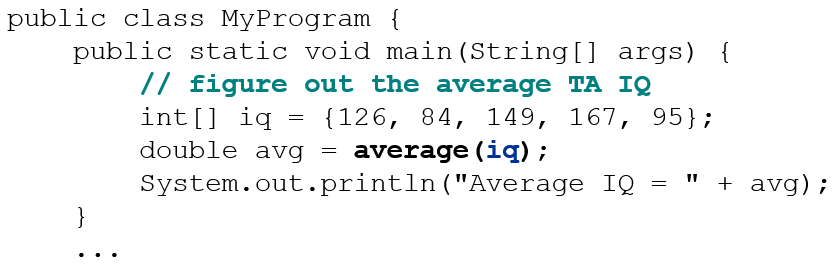 public class MyProgram {
    public static void main(String[] args) {
        // figure out the average TA IQ
        int[] iq = {126, 84, 149, 167, 95};
        double avg = average(iq);
        System.out.println("Average IQ = " + avg);
    }
    ...